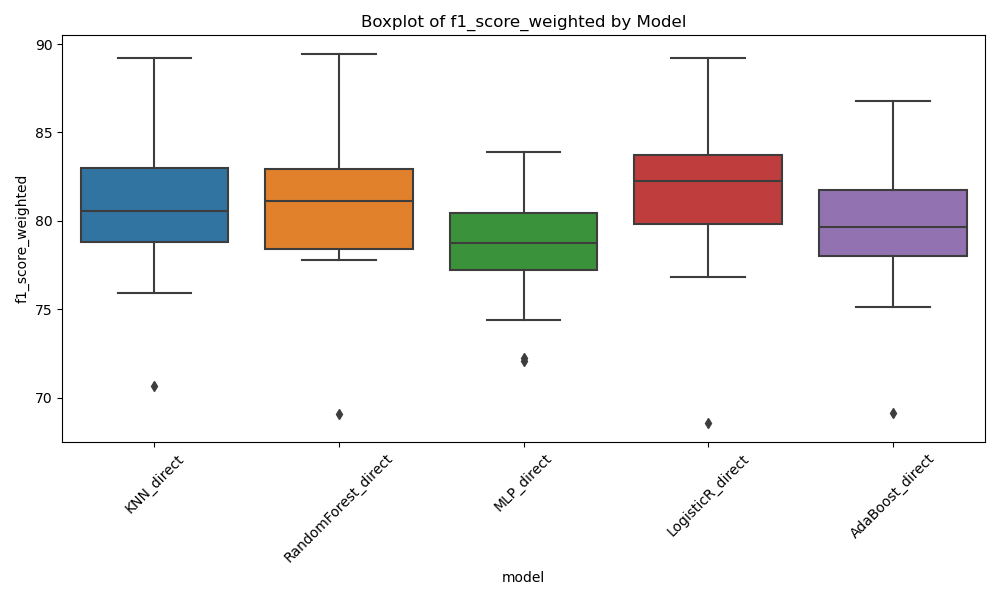 Boxplot of f1_score_weighted by Model
f1_score_weighted
90
85
80
75
70
KNN_direct
RandomForest_direct
MLP_direct
LogisticR_direct
AdaBoost_direct
model